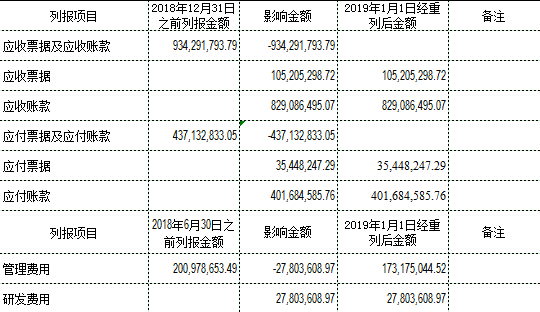 列报项目 2018年12月31日之前列报金额 影响金额 2019年1月1日经重列后金额 备注
应收票据及应收账款 934,291,793.79 -934,291,793.79
应收票据 105,205,298.72 105,205,298.72
应收账款 829,086,495.07 829,086,495.07
应付票据及应付账款 437,132,833.05 -437,132,833.05
应付票据 35,448,247.29 35,448,247.29
应付账款 401,684,585.76 401,684,585.76
列报项目 2018年6月30日之前列报金额 影响金额 2019年1月1日经重列后金额 备注
管理费用 200,978,653.49 -27,803,608.97 173,175,044.52
研发费用 27,803,608.97 27,803,608.97